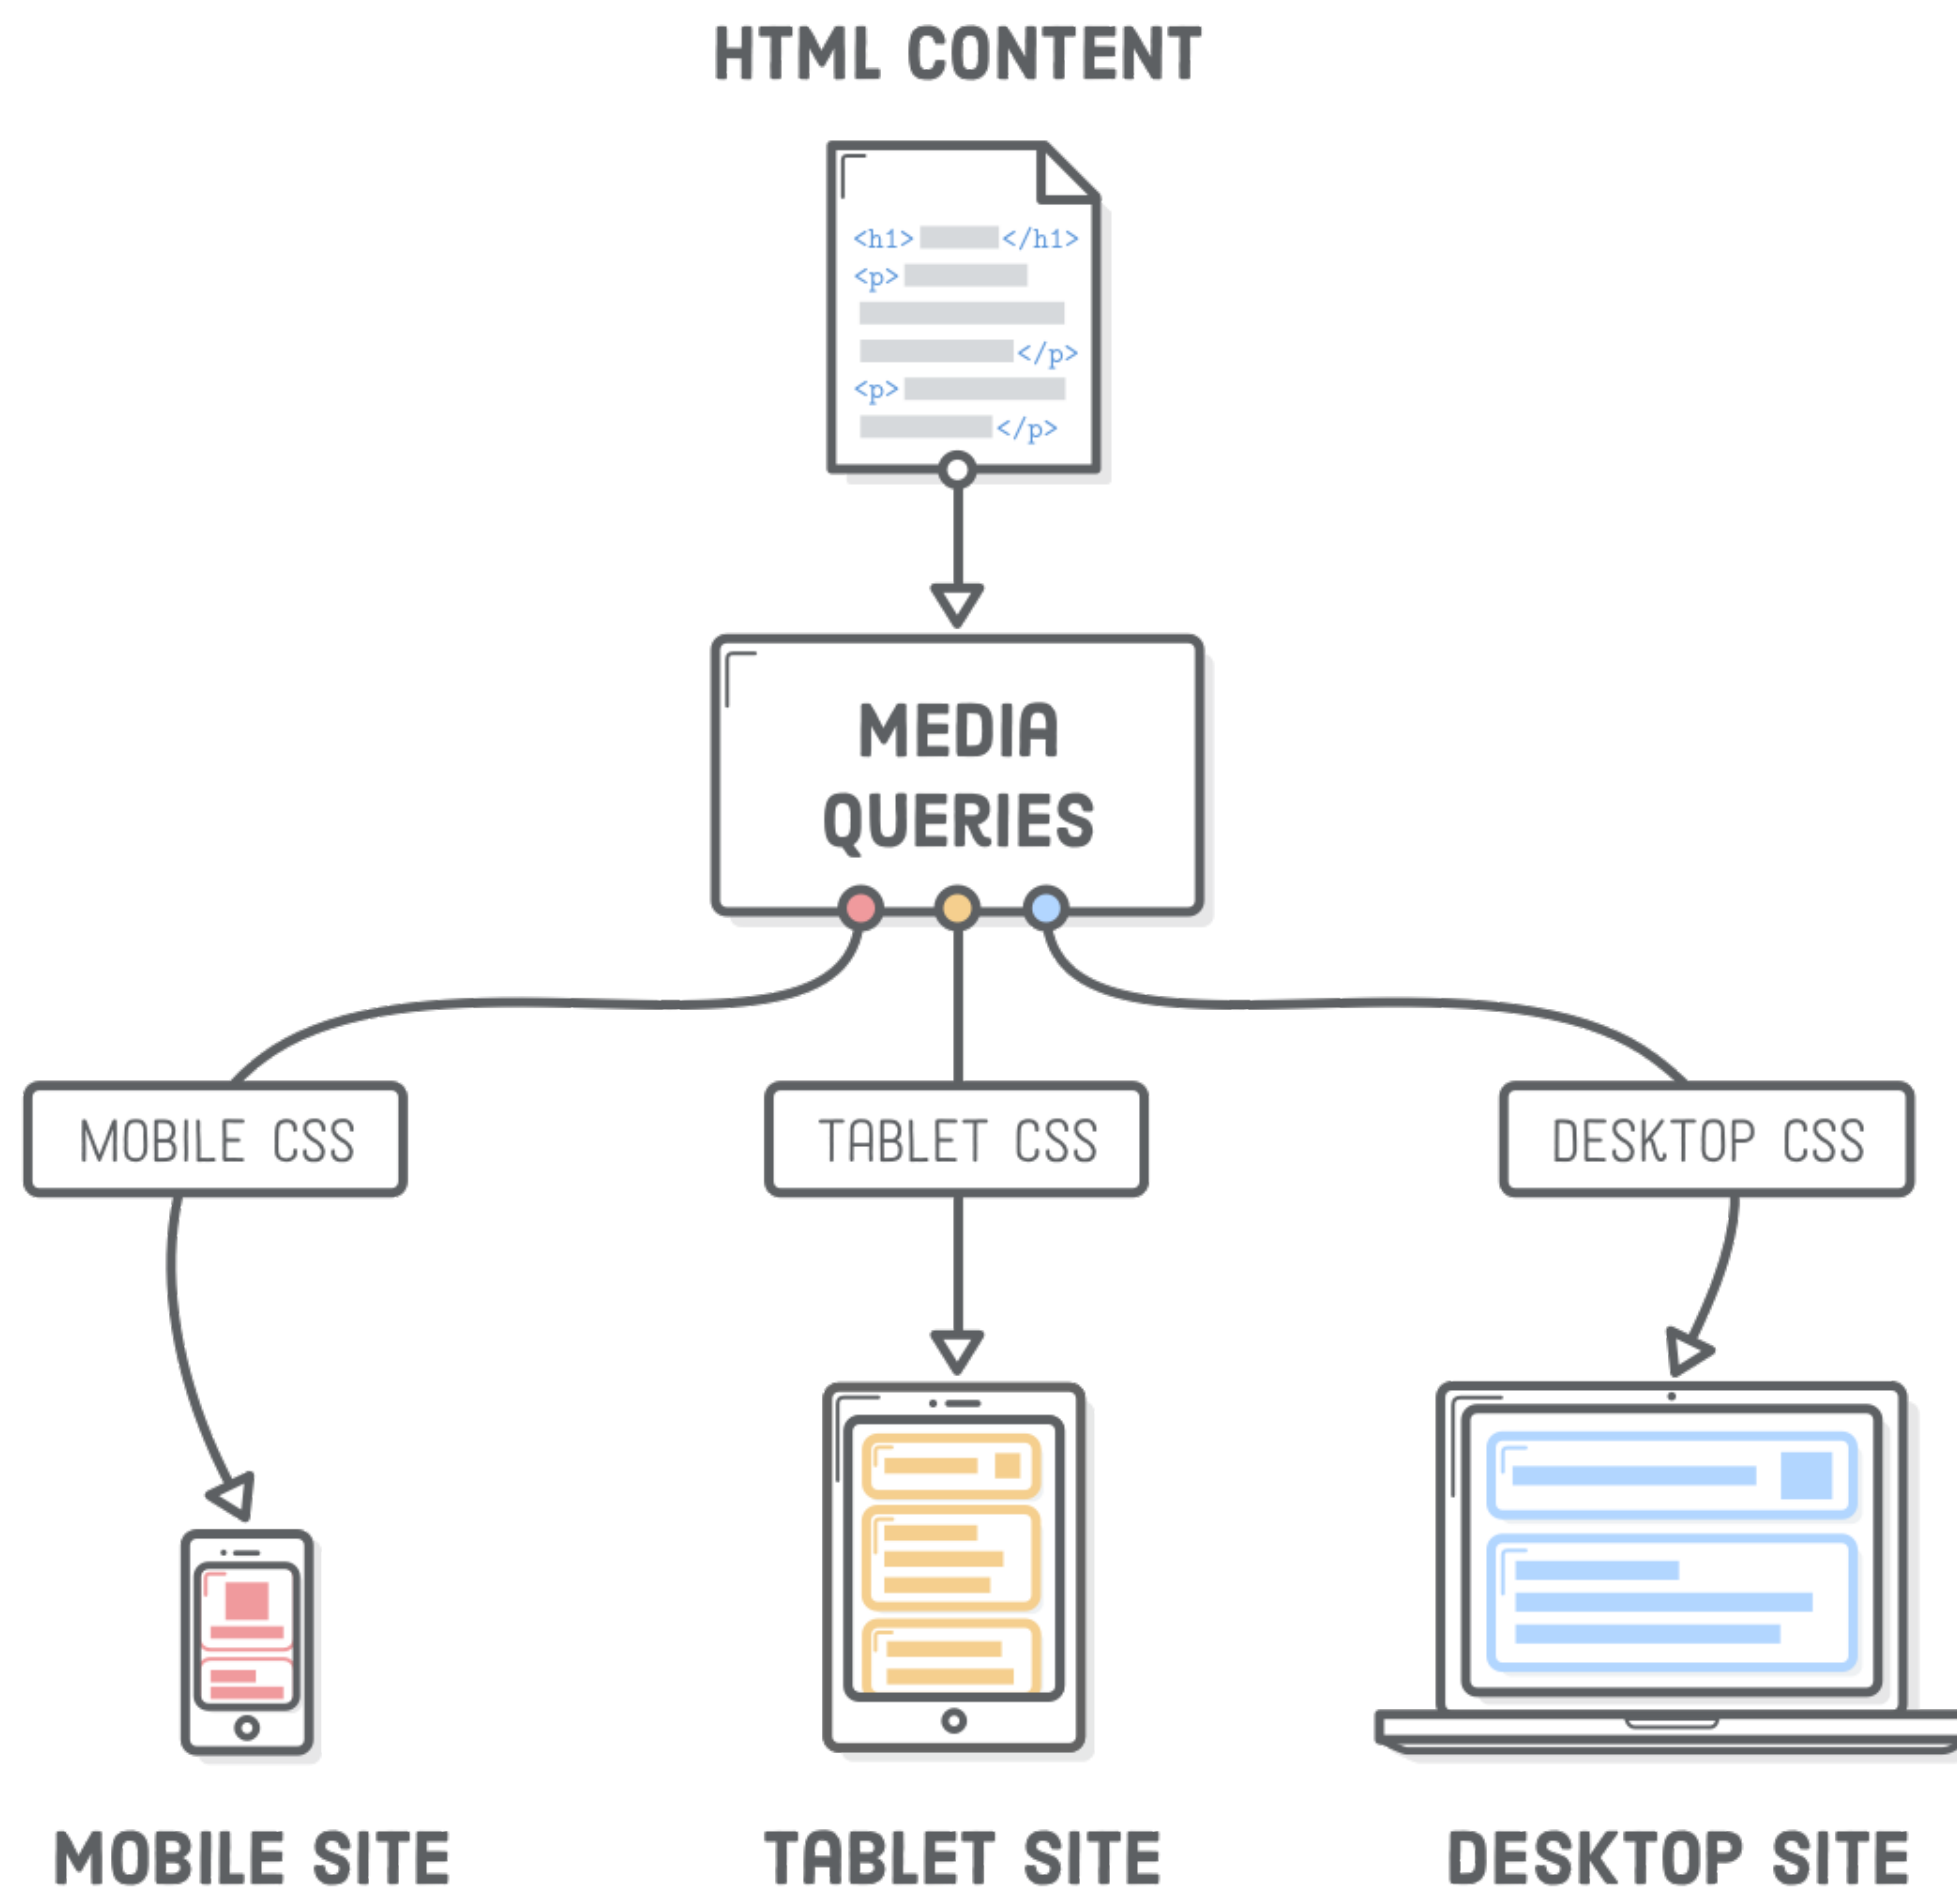 HTML CONTENT
<h1> </h1>
<p>
</p>
<p>
</p>
MEDIA
QUERIES
MOBILE CSS
TABLET CSS
DESKTOP CSS
MOBILE SITE
TABLET SITE
DESKTOP SITE